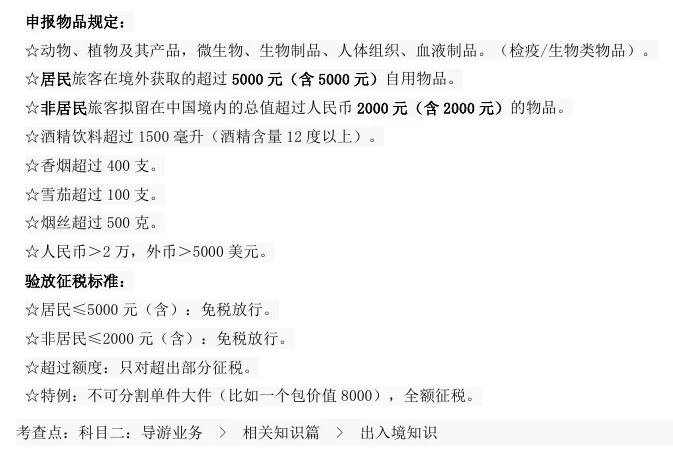 申报物品规定：
☆动物、植物及其产品，微生物、生物制品、人体组织、血液制品。（检疫/生物类物品）。
☆居民旅客在境外获取的超过 5000 元（含 5000 元）自用物品。
☆非居民旅客拟留在中国境内的总值超过人民币 2000 元（含 2000 元）的物品。
☆酒精饮料超过 1500 毫升（酒精含量 12 度以上）。
☆香烟超过 400 支。
☆雪茄超过 100 支。
☆烟丝超过 500 克。
☆人民币＞2 万，外币＞5000 美元。
验放征税标准：
☆居民≤5000 元（含）：免税放行。
☆非居民≤2000 元（含）：免税放行。
☆超过额度：只对超出部分征税。
☆特例：不可分割单件大件（比如一个包价值 8000），全额征税。
考查点：科目二：导游业务 > 相关知识篇 > 出入境知识